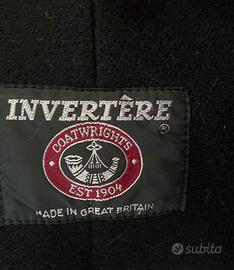 INVERTÈRE
®
COATWRIGHTS
EST 1904
MADE IN GREAT BRITAIN
subito